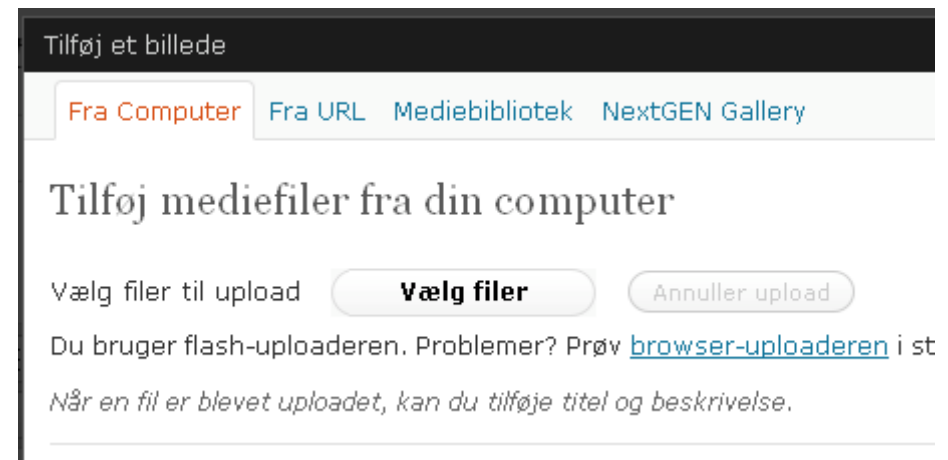 Tilføj et billede
Fra Computer Fra URL Mediebibliotek NextGEN Gallery
Tilføj mediefiler fra din computer
Vælg filer til upload Vælg filer Annuller upload
Du bruger flash-uploaderen. Problemer? Prøv browser-uploaderen i st
Når en fil er blevet uploadet, kan du tilføje titel og beskrivelse.